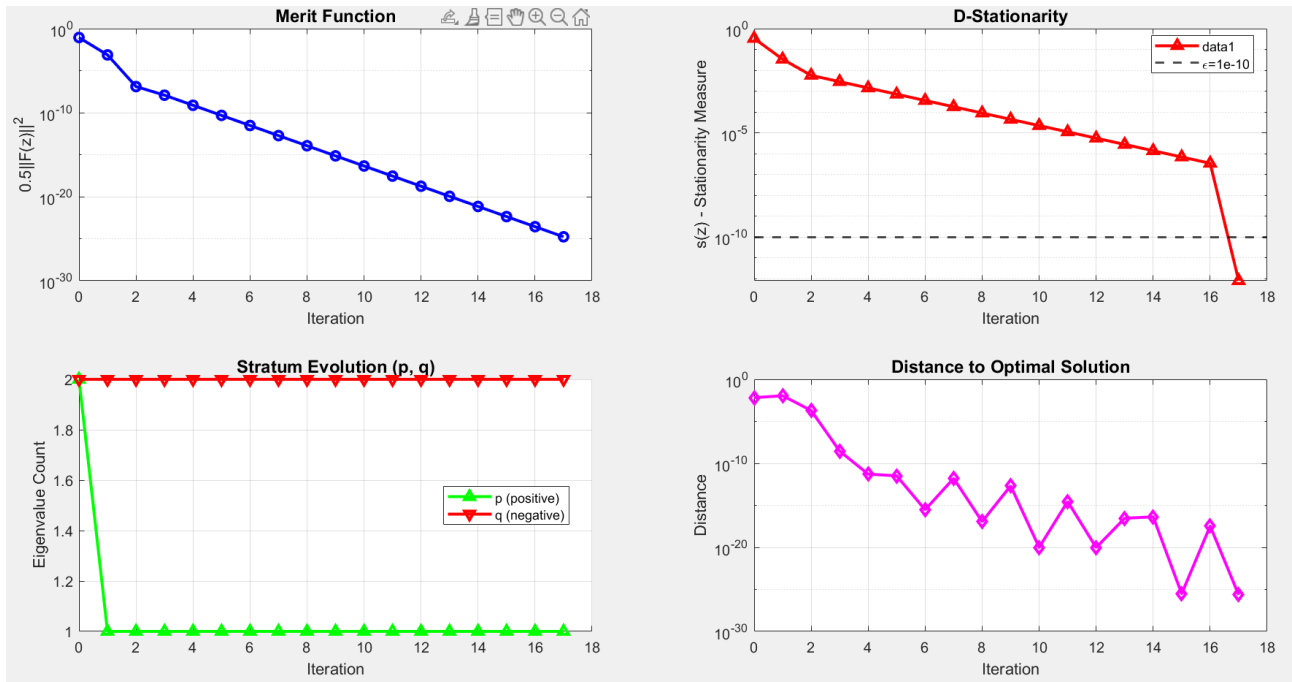 Merit Function
10^0
10^-10
10^-20
10^-30
0.5||F(z)||^2
0 2 4 6 8 10 12 14 16 18
Iteration
D-Stationarity
data1
ϵ=1e-10
10^0
10^-5
10^-10
s(z) - Stationarity Measure
0 2 4 6 8 10 12 14 16 18
Iteration
Stratum Evolution (p, q)
2
1.8
1.6
1.4
1.2
1
Eigenvalue Count
p (positive)
q (negative)
0 2 4 6 8 10 12 14 16 18
Iteration
Distance to Optimal Solution
10^0
10^-10
10^-20
10^-30
Distance
0 2 4 6 8 10 12 14 16 18
Iteration